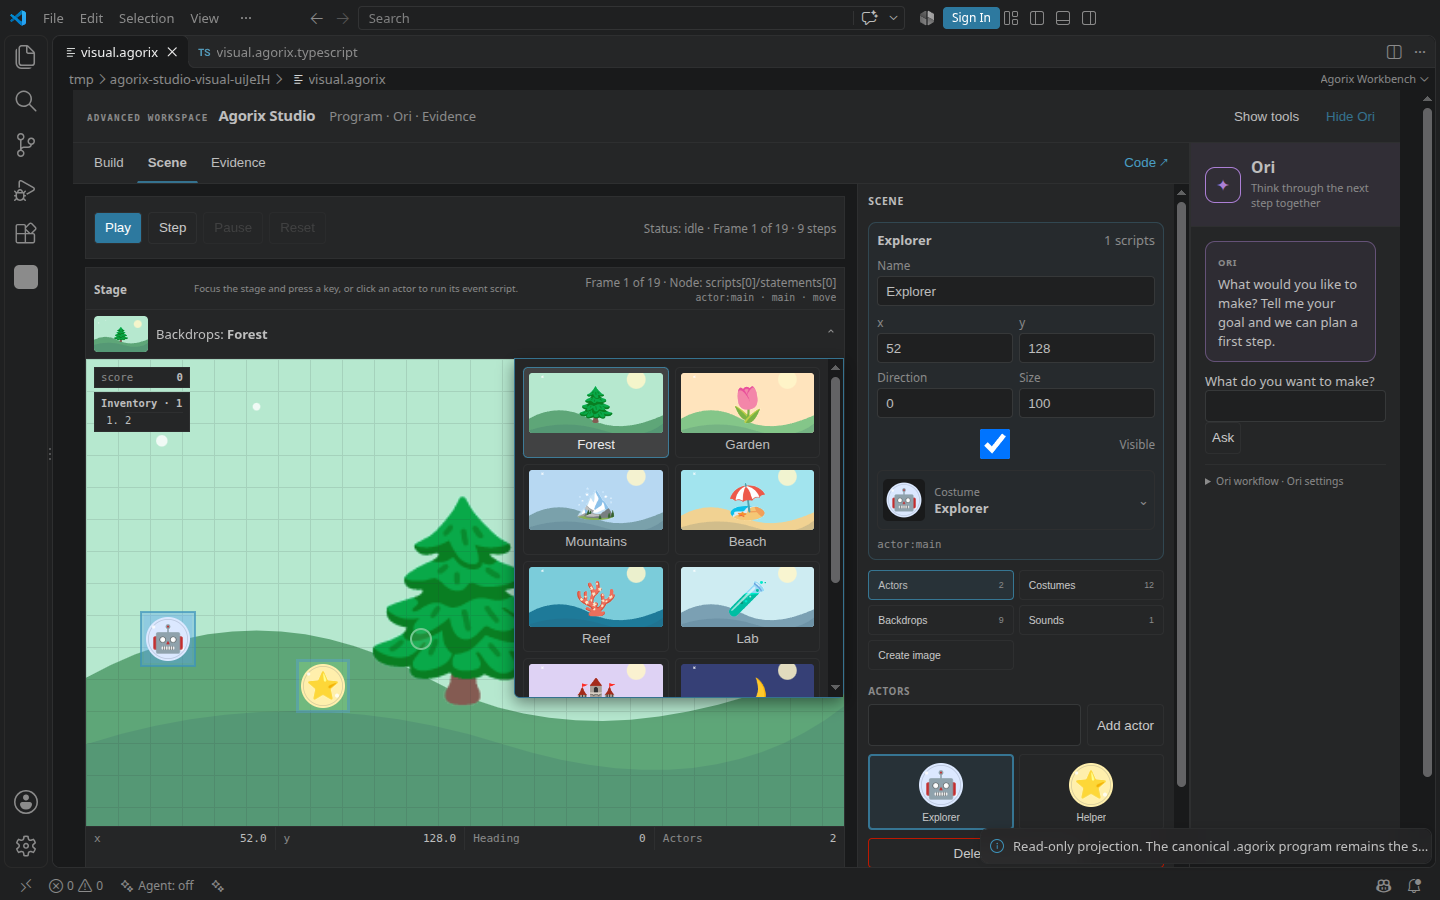 File Edit Selection View ··· Search Sign In
visual.agorix TS visual.agorix.typescript
tmp > agorix-studio-visual-uiJeIH > visual.agorix Agorix Workbench
ADVANCED WORKSPACE Agorix Studio Program · Ori · Evidence Show tools Hide Ori
Build Scene Evidence Code ↗
Ori
Think through the next
step together
Play Step Pause Reset Status: idle · Frame 1 of 19 · 9 steps
Stage Focus the stage and press a key, or click an actor to run its event script. Frame 1 of 19 · Node: scripts[0]/statements[0]
actor:main · main · move
Backdrops: Forest
score 0
Inventory · 1
1. 2
Forest Garden
Mountains Beach
Reef Lab
x 52.0 y 128.0 Heading 0 Actors 2
SCENE
Explorer 1 scripts
Name
Explorer
x y
52 128
Direction Size
0 100
Visible
Costume
Explorer
actor:main
Actors 2 Costumes 12
Backdrops 9 Sounds 1
Create image
ACTORS
Add actor
Explorer Helper
Dele
ORI
What would you like to
make? Tell me your
goal and we can plan a
first step.
What do you want to make?
Ask
Ori workflow · Ori settings
Read-only projection. The canonical .agorix program remains the s...
0 0 Agent: off